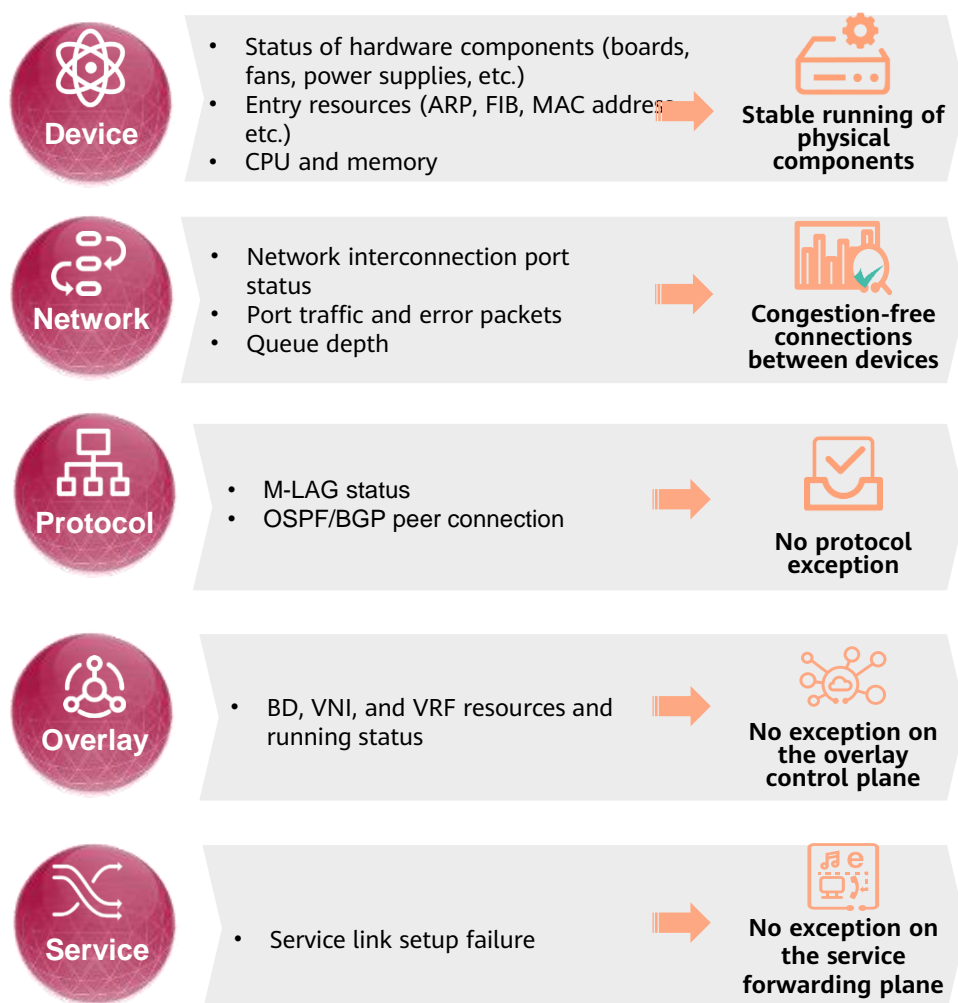 Device
• Status of hardware components (boards,
fans, power supplies, etc.)
• Entry resources (ARP, FIB, MAC address
etc.)
• CPU and memory
Stable running of
physical
components
Network
• Network interconnection port
status
• Port traffic and error packets
• Queue depth
Congestion-free
connections
between devices
Protocol
• M-LAG status
• OSPF/BGP peer connection
No protocol
exception
Overlay
• BD, VNI, and VRF resources and
running status
No exception on
the overlay
control plane
Service
• Service link setup failure
No exception on
the service
forwarding plane